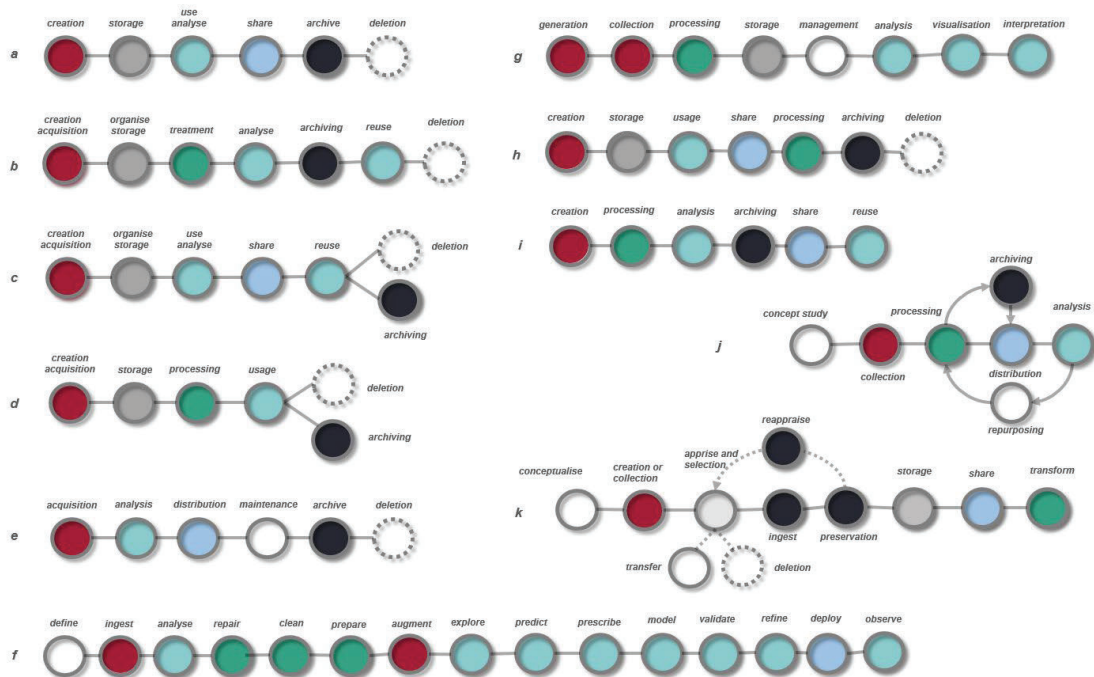 a
creation
storage
use
analyse
share
archive
deletion
b
creation
acquisition
organise
storage
treatment
analyse
archiving
reuse
deletion
c
creation
acquisition
organise
storage
use
analyse
share
reuse
deletion
archiving
d
creation
acquisition
storage
processing
usage
deletion
archiving
e
acquisition
analysis
distribution
maintenance
archive
deletion
f
define
ingest
analyse
repair
clean
prepare
augment
explore
predict
prescribe
model
validate
refine
deploy
observe
g
generation
collection
processing
storage
management
analysis
visualisation
interpretation
h
creation
storage
usage
share
processing
archiving
deletion
i
creation
processing
analysis
archiving
share
reuse
j
concept study
collection
processing
archiving
distribution
analysis
repurposing
k
conceptualise
creation or
collection
apprise and
selection
reappraise
transfer
deletion
ingest
preservation
storage
share
transform